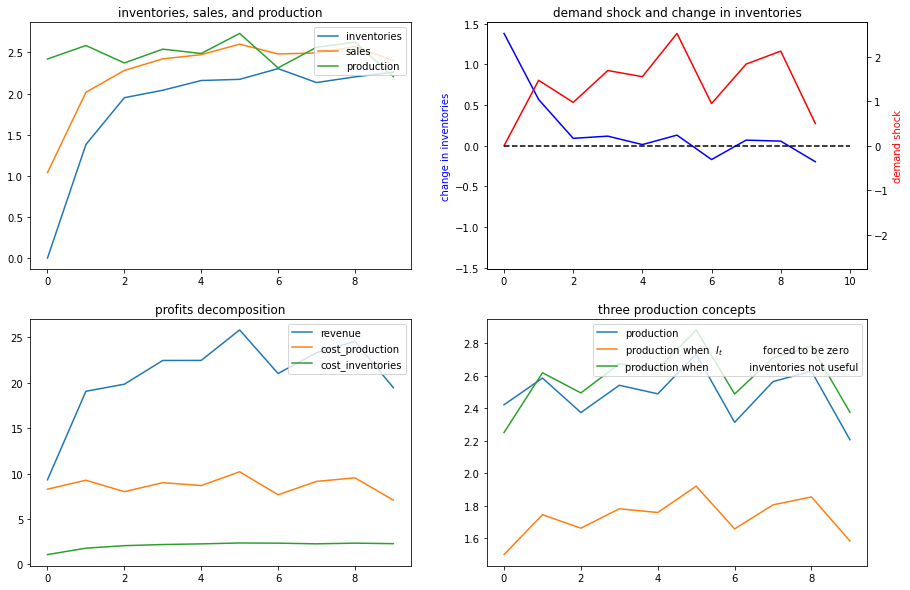 inventories, sales, and production
inventories
sales
production
2.5
2.0
1.5
1.0
0.5
0.0
0 2 4 6 8
demand shock and change in inventories
change in inventories
1.5
1.0
0.5
0.0
−0.5
−1.0
−1.5
2
1
0
−1
−2
demand shock
0 2 4 6 8 10
profits decomposition
revenue
cost_production
cost_inventories
25
20
15
10
5
0
0 2 4 6 8
three production concepts
production
production when I_t forced to be zero
production when inventories not useful
2.8
2.6
2.4
2.2
2.0
1.8
1.6
0 2 4 6 8